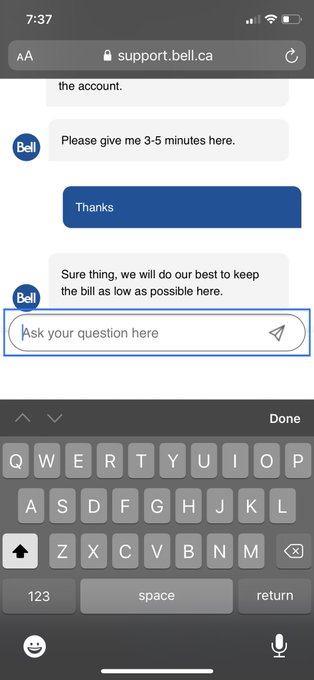 7:37
AA support.bell.ca
the account.
Bell
Please give me 3-5 minutes here.
Thanks
Sure thing, we will do our best to keep
the bill as low as possible here.
Bell
Ask your question here
Done
Q W E R T Y U I O P
A S D F G H J K L
Z X C V B N M
123 space return